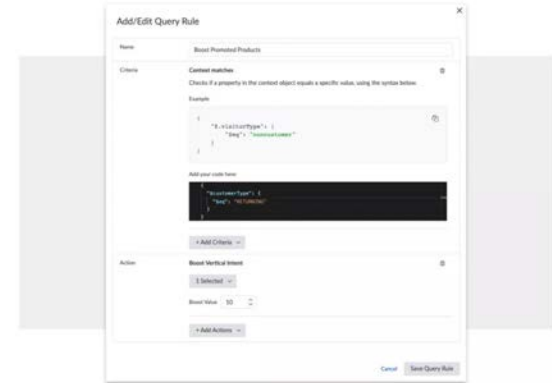 Add/Edit Query Rule
Name
Boost Promoted Products
Criteria
Context matches
Checks if a property in the context object equals a specific value, using the syntax below.
Example
{
"$.visitorType": {
"$eq": "noncustomer"
}
}
Add your code here:
{
"$customerType": {
"$eq": "RETURNING"
}
}
+ Add Criteria
Action
Boost Vertical Intent
1 Selected
Boost Value
50
+ Add Actions
Cancel
Save Query Rule